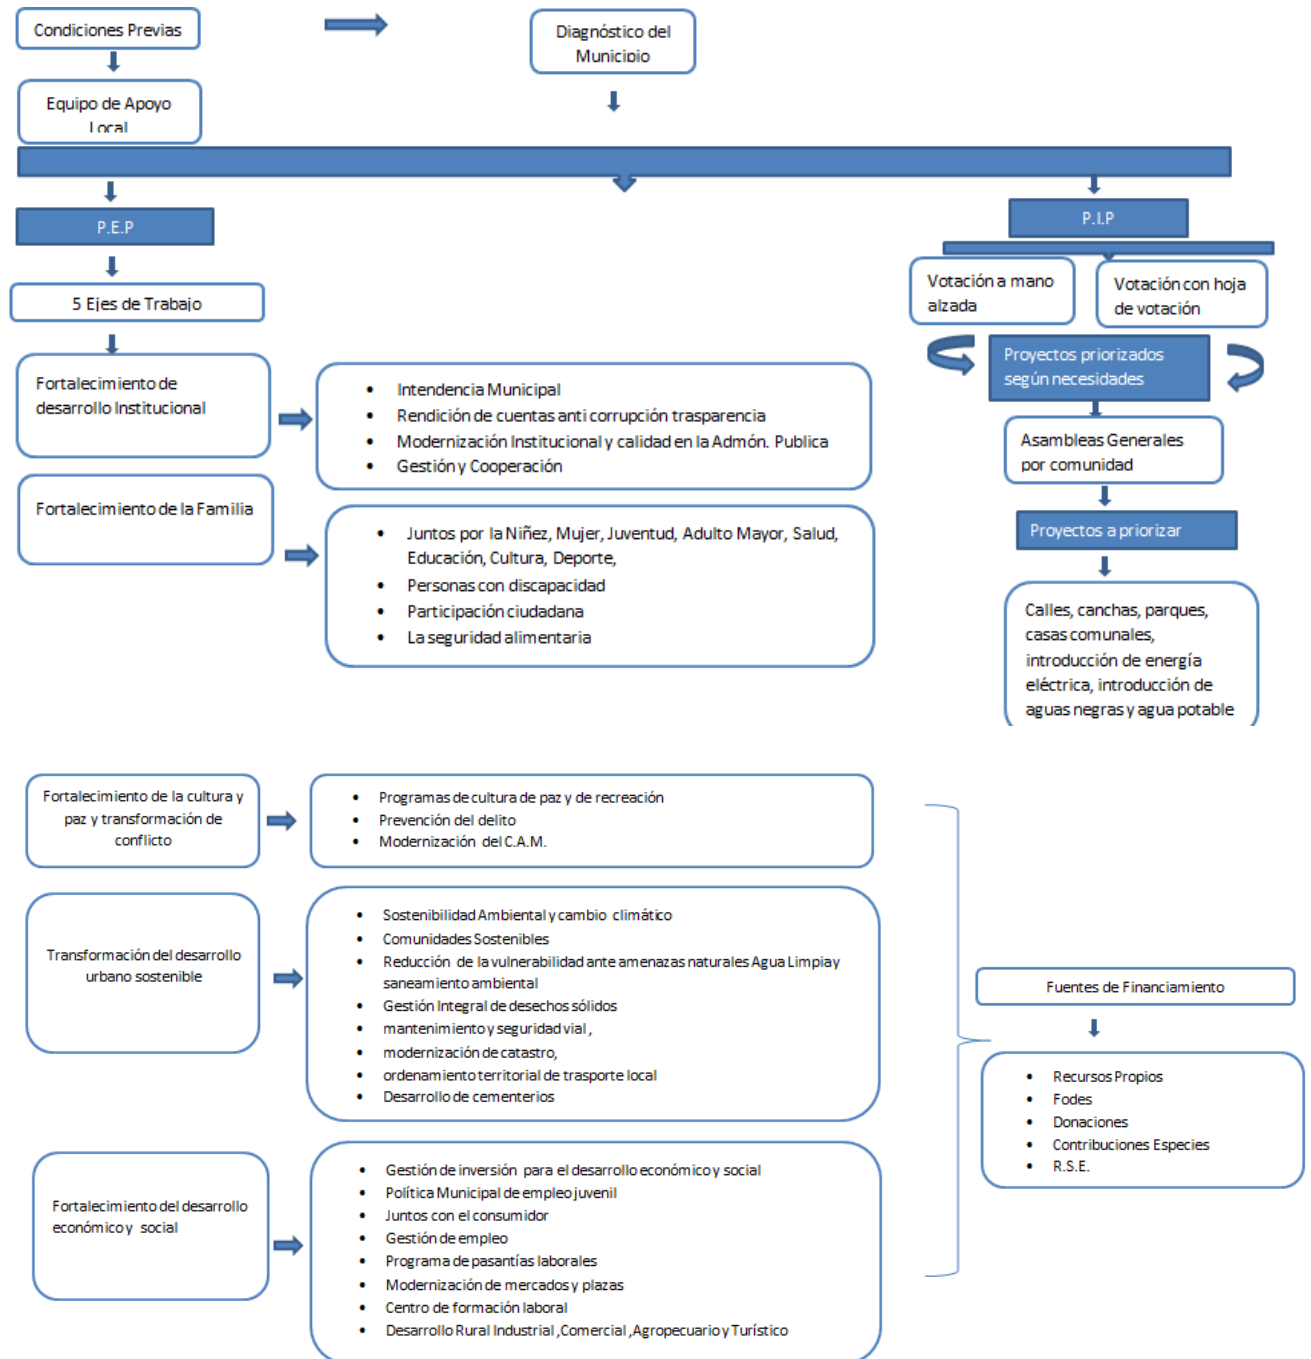 Condiciones Previas
Diagnóstico del
Municipio
Equipo de Apoyo
Local
P.E.P
P.I.P
5 Ejes de Trabajo
Votación a mano
alzada
Votación con hoja
de votación
Proyectos priorizados
según necesidades
Asambleas Generales
por comunidad
Proyectos a priorizar
Calles, canchas, parques,
casas comunales,
introducción de energía
eléctrica, introducción de
aguas negras y agua potable
Fortalecimiento de
desarrollo Institucional
• Intendencia Municipal
• Rendición de cuentas anti corrupción trasparencia
• Modernización Institucional y calidad en la Admón. Publica
• Gestión y Cooperación
Fortalecimiento de la Familia
• Juntos por la Niñez, Mujer, Juventud, Adulto Mayor, Salud,
Educación, Cultura, Deporte,
• Personas con discapacidad
• Participación ciudadana
• La seguridad alimentaria
Fortalecimiento de la cultura y
paz y transformación de
conflicto
• Programas de cultura de paz y de recreación
• Prevención del delito
• Modernización del C.A.M.
Transformación del desarrollo
urbano sostenible
• Sostenibilidad Ambiental y cambio climático
• Comunidades Sostenibles
• Reducción de la vulnerabilidad ante amenazas naturales Agua Limpia y
saneamiento ambiental
• Gestión Integral de desechos sólidos
• mantenimiento y seguridad vial ,
• modernización de catastro,
• ordenamiento territorial de trasporte local
• Desarrollo de cementerios
Fortalecimiento del desarrollo
económico y social
• Gestión de inversión para el desarrollo económico y social
• Política Municipal de empleo juvenil
• Juntos con el consumidor
• Gestión de empleo
• Programa de pasantías laborales
• Modernización de mercados y plazas
• Centro de formación laboral
• Desarrollo Rural Industrial ,Comercial ,Agropecuario y Turístico
Fuentes de Financiamiento
• Recursos Propios
• Fodes
• Donaciones
• Contribuciones Especies
• R.S.E.